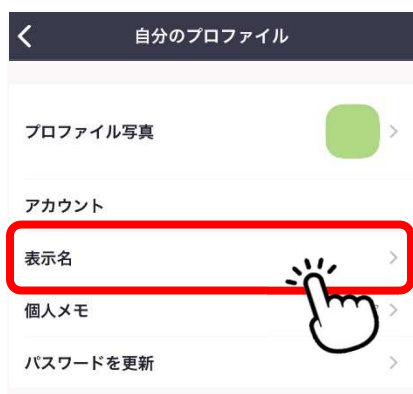 自分のプロファイル
プロファイル写真
アカウント
表示名
個人メモ
パスワードを更新